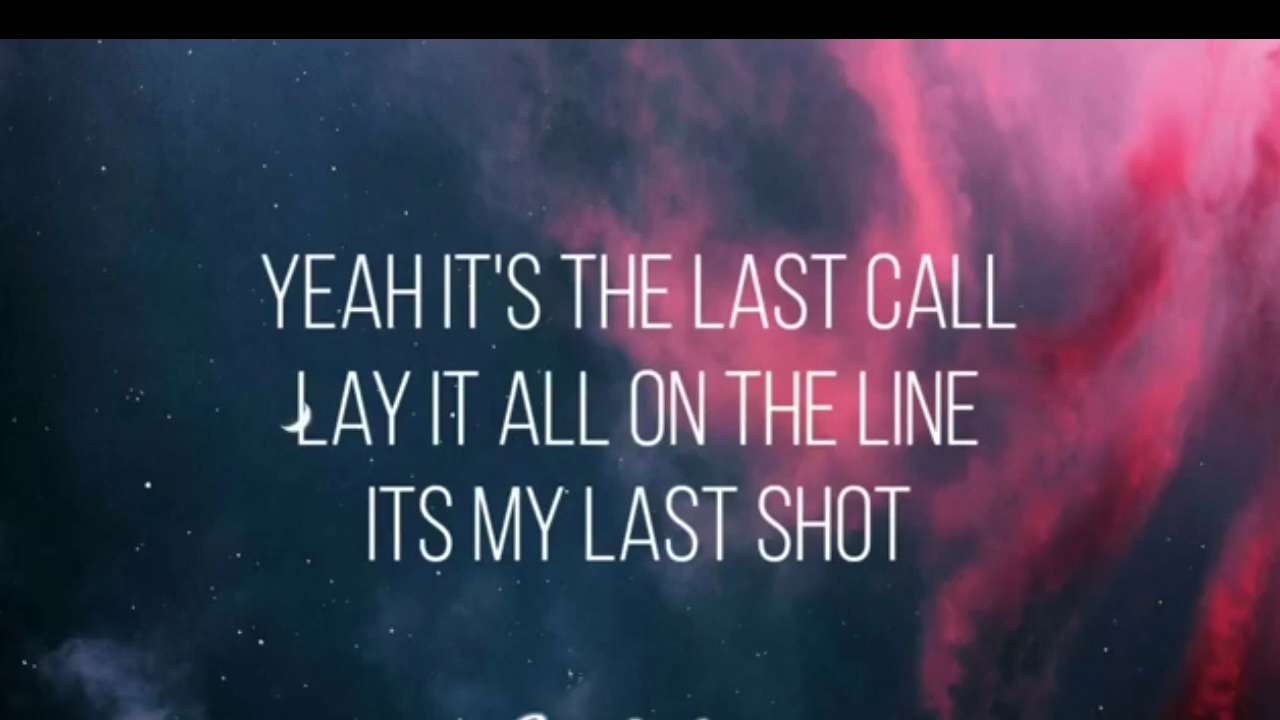 YEAH IT'S THE LAST CALL
LAY IT ALL ON THE LINE
ITS MY LAST SHOT